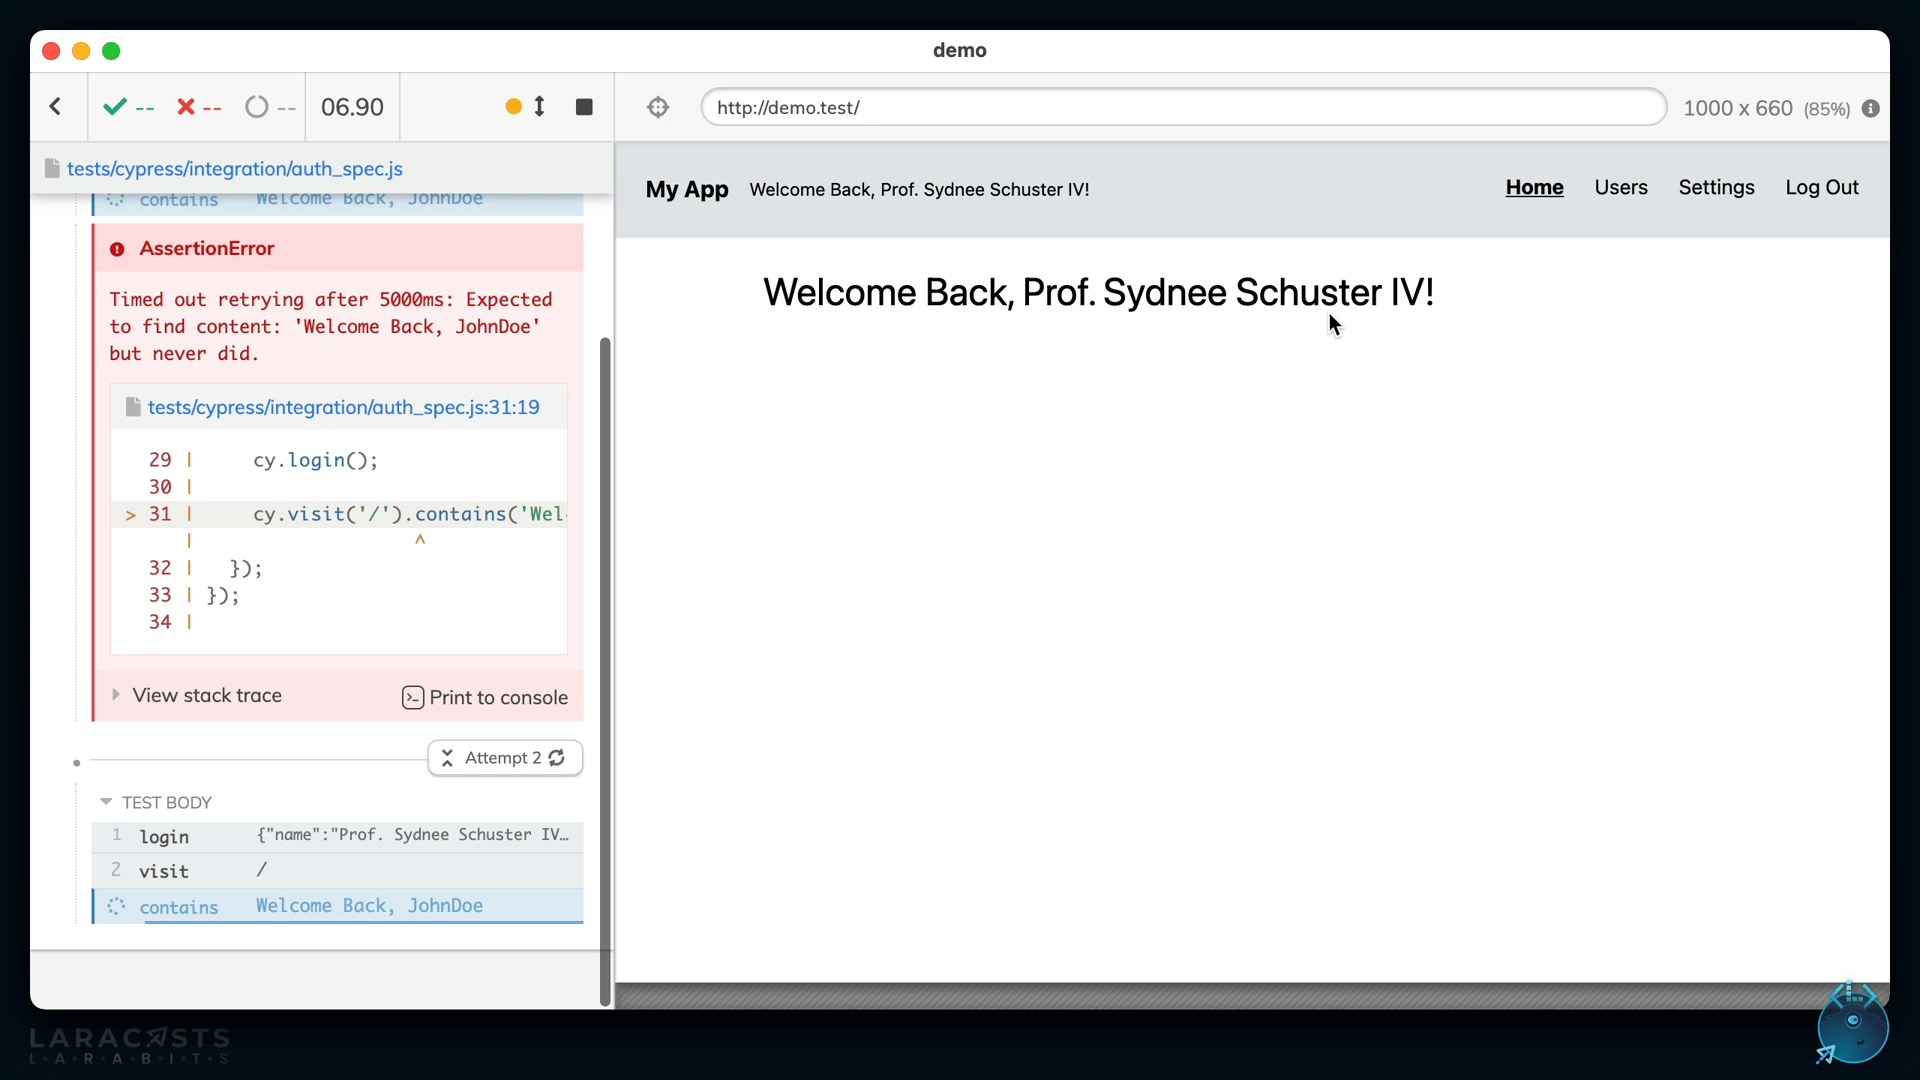 demo
-- -- -- 06.90
http://demo.test/
1000 x 660 (85%)
tests/cypress/integration/auth_spec.js
contains Welcome Back, JohnDoe
AssertionError
Timed out retrying after 5000ms: Expected
to find content: 'Welcome Back, JohnDoe'
but never did.
tests/cypress/integration/auth_spec.js:31:19
29 | cy.login();
30 |
> 31 | cy.visit('/').contains('Wel
| ^
32 | });
33 | });
34 |
View stack trace
Print to console
Attempt 2
TEST BODY
1 login {"name":"Prof. Sydnee Schuster IV…
2 visit /
contains Welcome Back, JohnDoe
My App Welcome Back, Prof. Sydnee Schuster IV!
Home Users Settings Log Out
Welcome Back, Prof. Sydnee Schuster IV!
LARACASTS
L·A·R·A·B·I·T·S